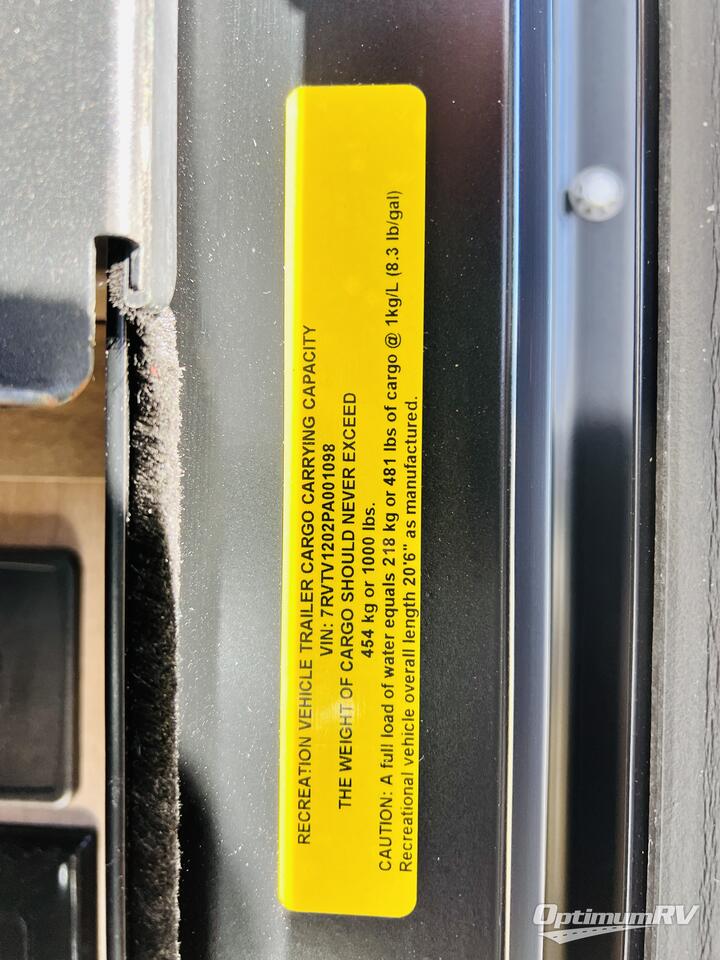 RECREATION VEHICLE TRAILER CARGO CARRYING CAPACITY
VIN: 7RVTV1202PA001098
THE WEIGHT OF CARGO SHOULD NEVER EXCEED
454 kg or 1000 lbs.
CAUTION: A full load of water equals 218 kg or 481 lbs of cargo @ 1kg/L (8.3 lb/gal)
Recreational vehicle overall length 20'6" as manufactured.
OptimumRV